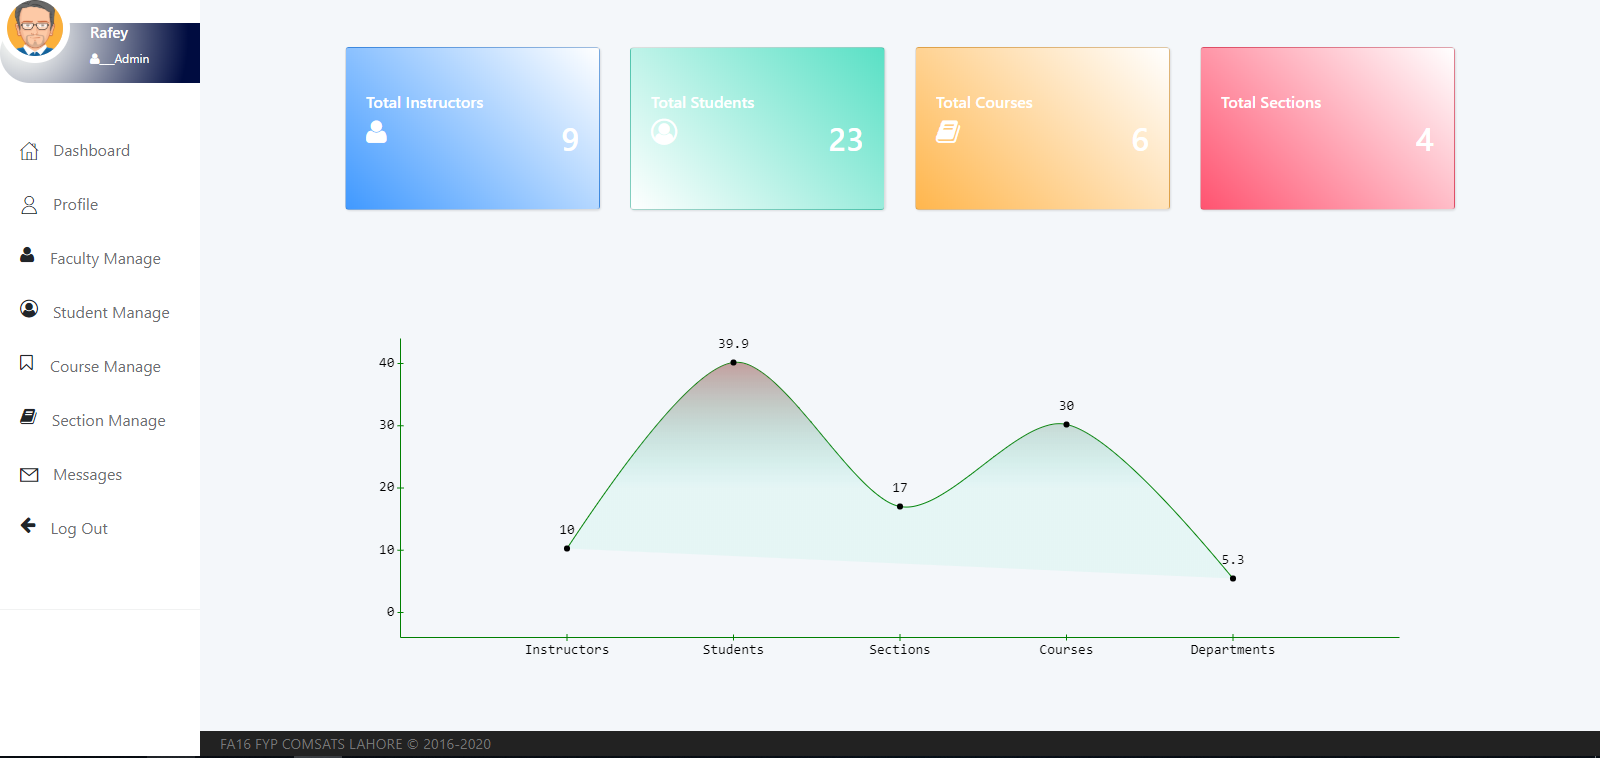 Rafey
___Admin
Dashboard
Profile
Faculty Manage
Student Manage
Course Manage
Section Manage
Messages
Log Out
Total Instructors
9
Total Students
23
Total Courses
6
Total Sections
4
40
30
20
10
0
10
39.9
17
30
5.3
Instructors
Students
Sections
Courses
Departments
FA16 FYP COMSATS LAHORE © 2016-2020